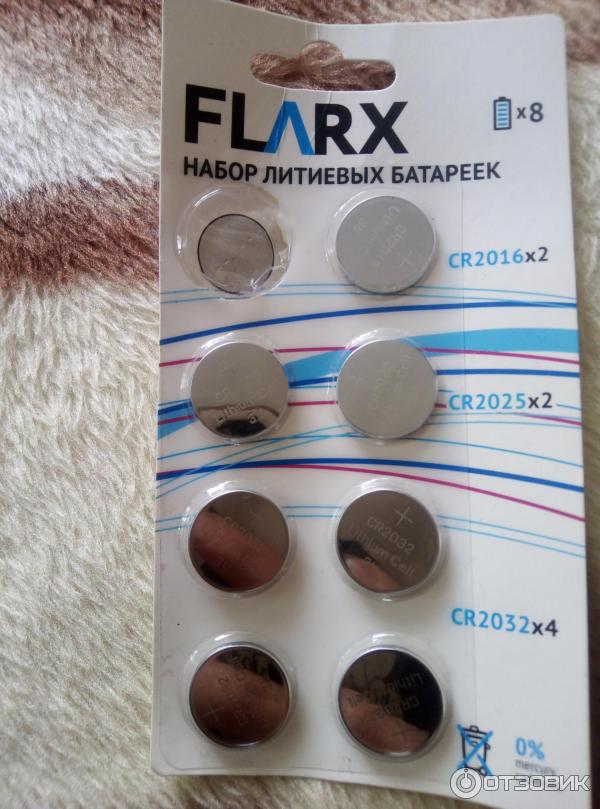 FLARX
x8
НАБОР ЛИТИЕВЫХ БАТАРЕЕК
CR2016x2
CR2025x2
CR2032
Lithium Cell
CR2032x4
0%
mercury
ОТЗОВИК